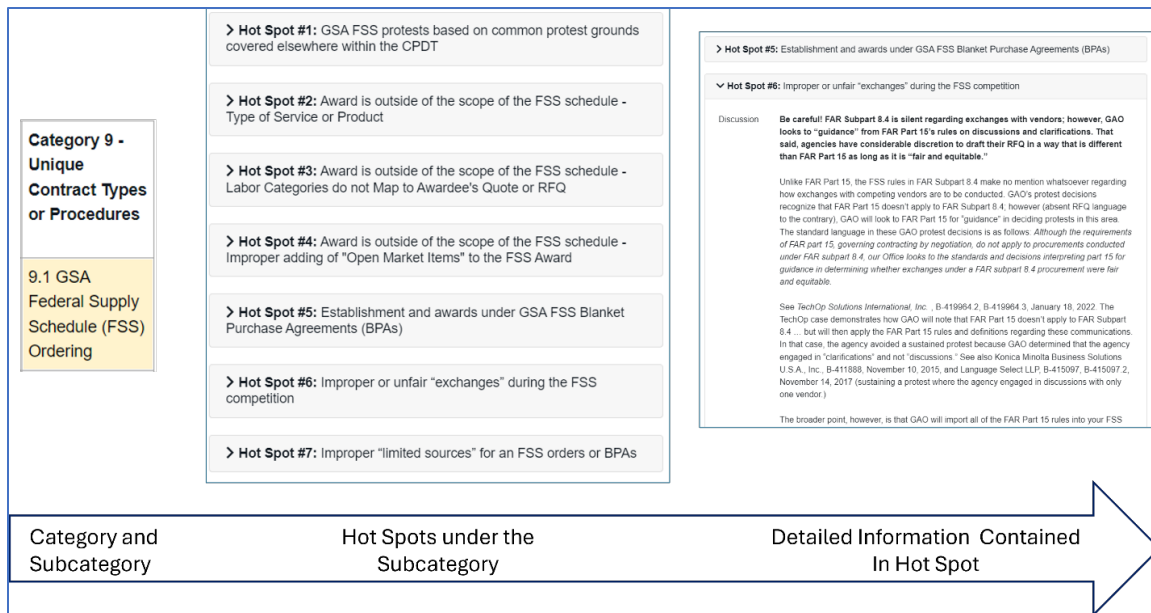 Category 9 -
Unique
Contract Types
or Procedures
9.1 GSA
Federal Supply
Schedule (FSS)
Ordering
Hot Spot #1: GSA FSS protests based on common protest grounds
covered elsewhere within the CPDT
Hot Spot #2: Award is outside of the scope of the FSS schedule -
Type of Service or Product
Hot Spot #3: Award is outside of the scope of the FSS schedule -
Labor Categories do not Map to Awardee's Quote or RFQ
Hot Spot #4: Award is outside of the scope of the FSS schedule -
Improper adding of "Open Market Items" to the FSS Award
Hot Spot #5: Establishment and awards under GSA FSS Blanket
Purchase Agreements (BPAs)
Hot Spot #6: Improper or unfair “exchanges” during the FSS
competition
Hot Spot #7: Improper “limited sources” for an FSS orders or BPAs
Hot Spot #5: Establishment and awards under GSA FSS Blanket Purchase Agreements (BPAs)
Hot Spot #6: Improper or unfair “exchanges” during the FSS competition
Discussion
Be careful! FAR Subpart 8.4 is silent regarding exchanges with vendors; however, GAO
looks to “guidance” from FAR Part 15’s rules on discussions and clarifications. That
said, agencies have considerable discretion to draft their RFQ in a way that is different
than FAR Part 15 as long as it is “fair and equitable.”
Unlike FAR Part 15, the FSS rules in FAR Subpart 8.4 make no mention whatsoever regarding
how exchanges with competing vendors are to be conducted. GAO’s protest decisions
recognize that FAR Part 15 doesn’t apply to FAR Subpart 8.4; however (absent RFQ language
to the contrary), GAO will look to FAR Part 15 for “guidance” in deciding protests in this area.
The standard language in these GAO protest decisions is as follows: Although the requirements
of FAR part 15, governing contracting by negotiation, do not apply to procurements conducted
under FAR subpart 8.4, our Office looks to the standards and decisions interpreting part 15 for
guidance in determining whether exchanges under a FAR subpart 8.4 procurement were fair
and equitable.
See TechOp Solutions International, Inc. , B-419964.2, B-419964.3, January 18, 2022. The
TechOp case demonstrates how GAO will note that FAR Part 15 doesn’t apply to FAR Subpart
8.4 ... but will then apply the FAR Part 15 rules and definitions regarding these communications.
In that case, the agency avoided a sustained protest because GAO determined that the agency
engaged in “clarifications” and not “discussions.” See also Konica Minolta Business Solutions
U.S.A., Inc., B-411888, November 10, 2015, and Language Select LLP, B-415097, B-415097.2,
November 14, 2017 (sustaining a protest where the agency engaged in discussions with only
one vendor.)
The broader point, however, is that GAO will import all of the FAR Part 15 rules into your FSS
Category and
Subcategory
Hot Spots under the
Subcategory
Detailed Information Contained
In Hot Spot